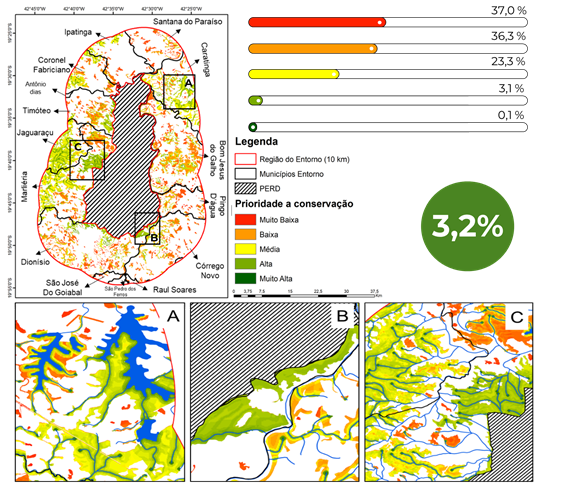 42°45'0"W
42°40'0"W
42°35'0"W
42°30'0"W
42°25'0"W
Santana do Paraíso
Ipatinga
Coronel
Fabriciano
Caratinga
Antônio
dias
Timóteo
Jaguaraçu
Marliéria
Bom Jesus
do Galho
Pingo
D'água
Dionísio
Córrego
Novo
São José
Do Goiabal
São Pedro dos
Ferros
Raul Soares
A
C
B
37,0 %
36,3 %
23,3 %
3,1 %
0,1 %
Legenda
Região do Entorno (10 km)
Municípios Entorno
PERD
Prioridade a conservação
Muito Baixa
Baixa
Média
Alta
Muito Alta
0 3,75 7,5 15 22,5 30 37,5
Km
3,2%
A
B
C